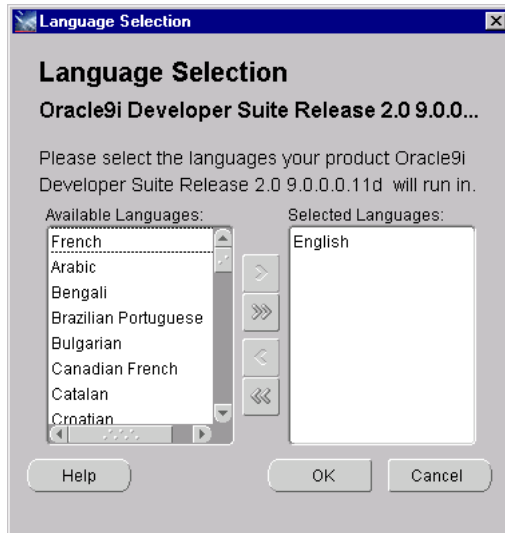 Language Selection
Language Selection
Oracle9i Developer Suite Release 2.0 9.0.0...
Please select the languages your product Oracle9i
Developer Suite Release 2.0 9.0.0.0.11d will run in.
Available Languages:
Selected Languages:
French
Arabic
Bengali
Brazilian Portuguese
Bulgarian
Canadian French
Catalan
Croatian
English
Help
OK
Cancel